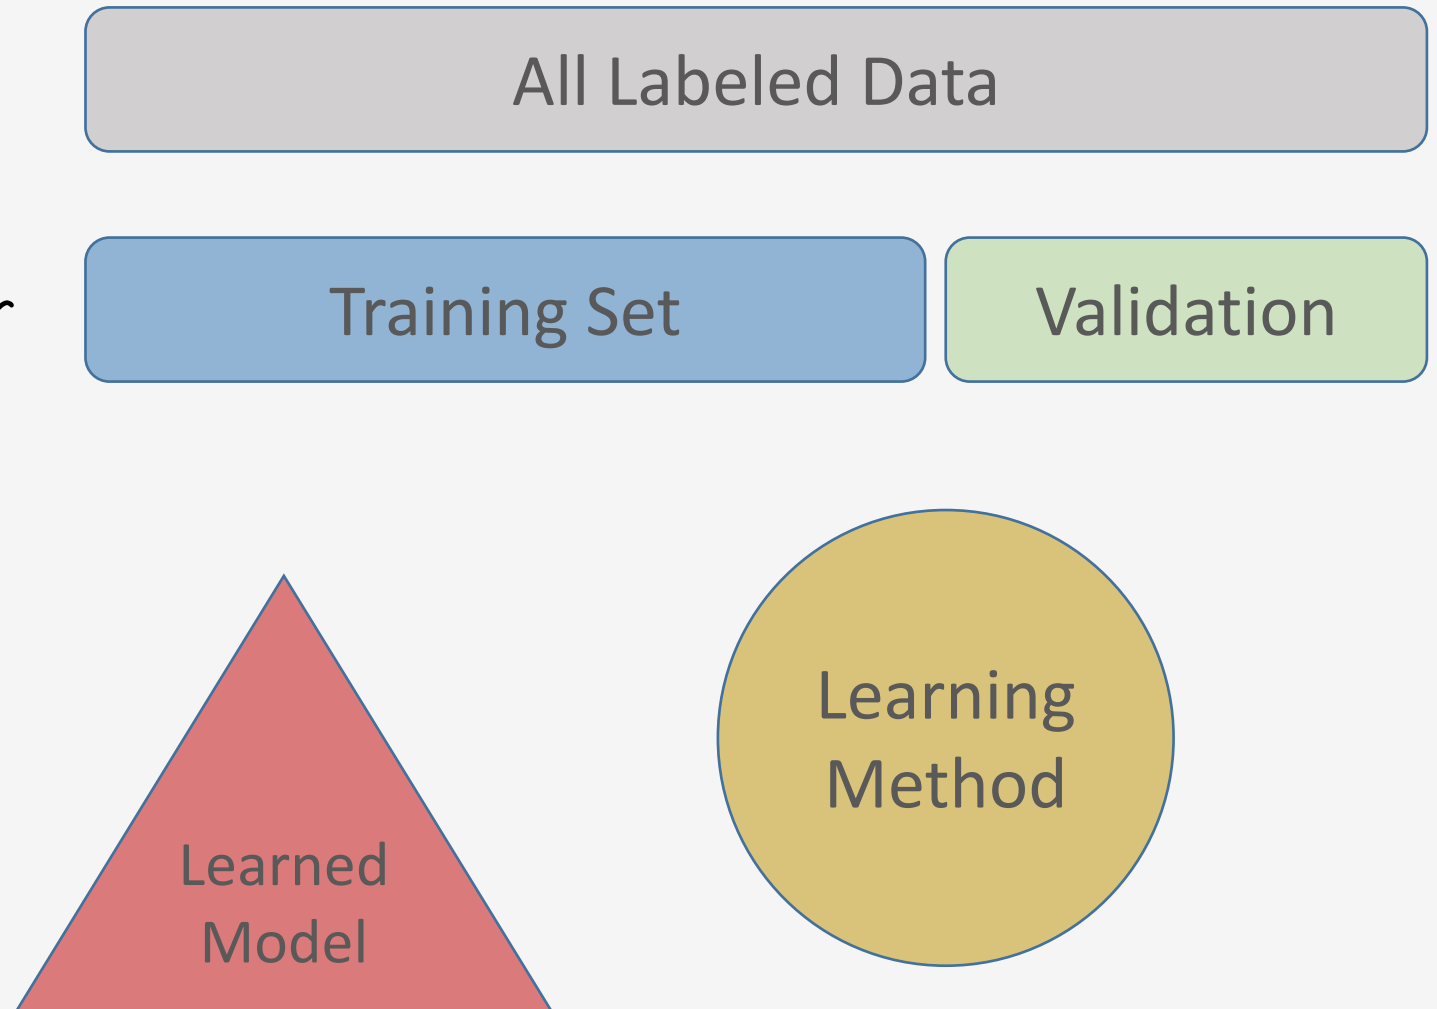 All Labeled Data
Training Set
Validation
Learning
Method
Learned
Model